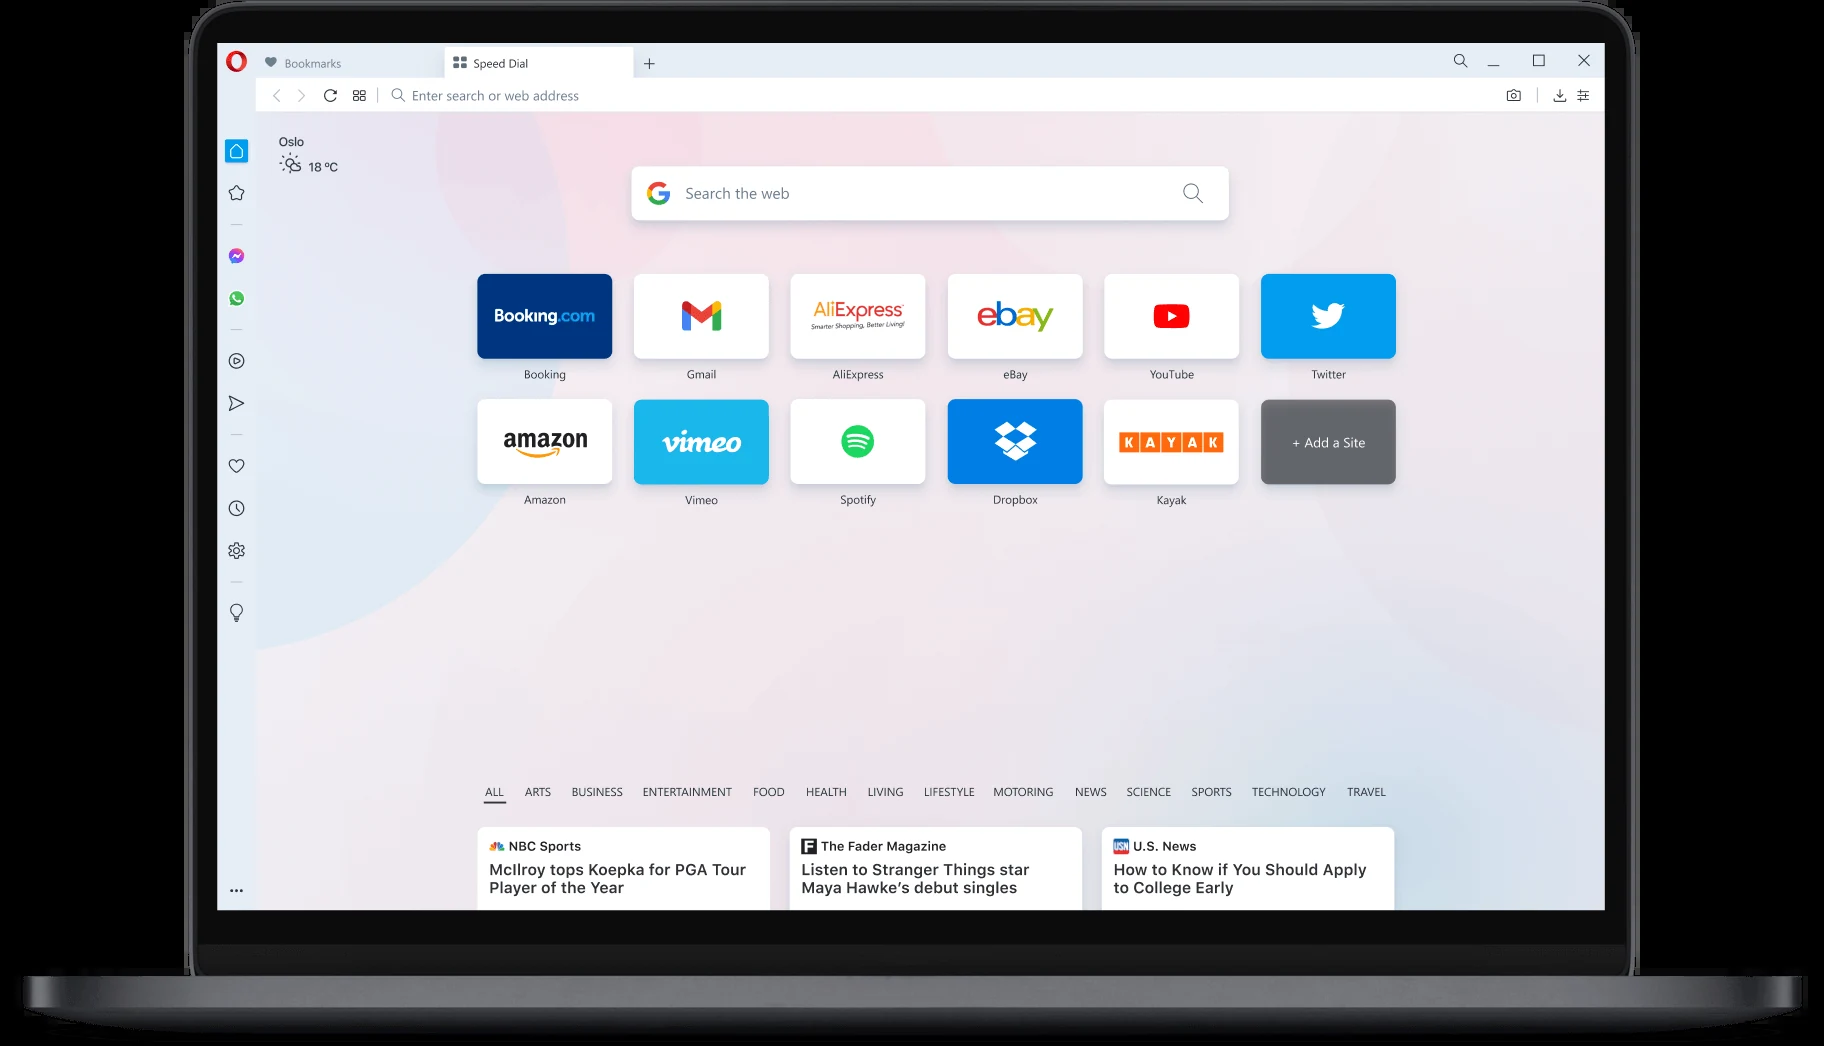 Bookmarks
Speed Dial
Enter search or web address
Oslo
18 ºC
Search the web
Booking.com
AliExpress
Smarter Shopping, Better Living!
ebay
Booking
Gmail
AliExpress
eBay
YouTube
Twitter
amazon
vimeo
KAYAK
+ Add a Site
Amazon
Vimeo
Spotify
Dropbox
Kayak
ALL ARTS BUSINESS ENTERTAINMENT FOOD HEALTH LIVING LIFESTYLE MOTORING NEWS SCIENCE SPORTS TECHNOLOGY TRAVEL
NBC Sports
McIlroy tops Koepka for PGA Tour
Player of the Year
F The Fader Magazine
Listen to Stranger Things star
Maya Hawke’s debut singles
USN U.S. News
How to Know if You Should Apply
to College Early